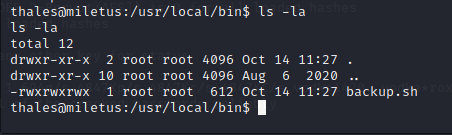 thales@miletus:/usr/local/bin$ ls -la
ls -la
total 12
drwxr-xr-x  2 root root 4096 Oct 14 11:27 .
drwxr-xr-x 10 root root 4096 Aug  6  2020 ..
-rwxrwxrwx  1 root root  612 Oct 14 11:27 backup.sh
thales@miletus:/usr/local/bin$